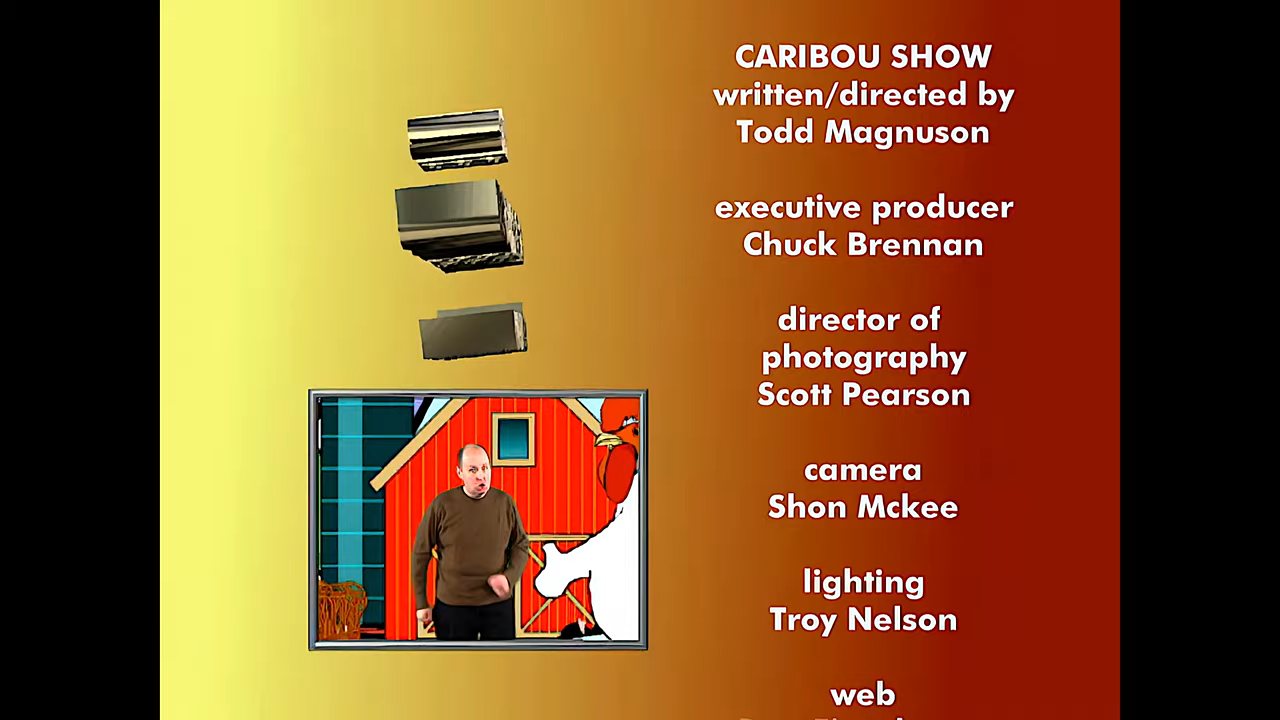 CARIBOU SHOW
written/directed by
Todd Magnuson
executive producer
Chuck Brennan
director of
photography
Scott Pearson
camera
Shon Mckee
lighting
Troy Nelson
web